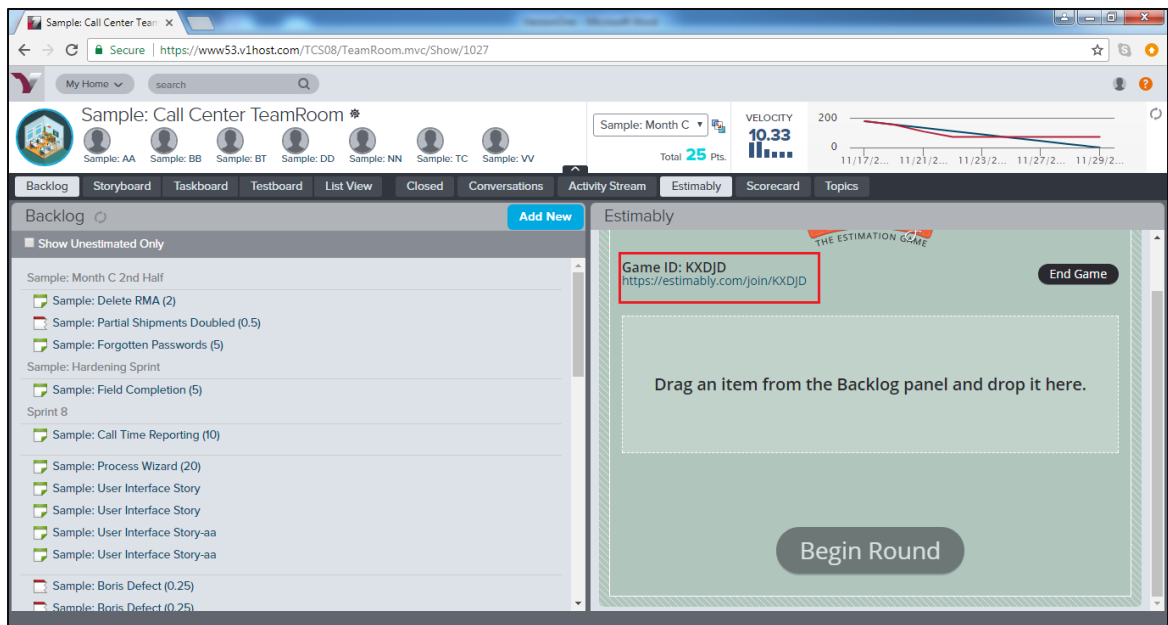 Sample: Call Center Tean
Secure https://www53.v1host.com/TCS08/TeamRoom.mvc/Show/1027
My Home search
Sample: Call Center TeamRoom
Sample: AA Sample: BB Sample: BT Sample: DD Sample: NN Sample: TC Sample: VV
Sample: Month C
Total 25 Pts.
VELOCITY
10.33
200
0
11/17/2... 11/21/2... 11/23/2... 11/27/2... 11/29/2...
Backlog Storyboard Taskboard Testboard List View Closed Conversations Activity Stream Estimably Scorecard Topics
Backlog Add New
Show Unestimated Only
Sample: Month C 2nd Half
Sample: Delete RMA (2)
Sample: Partial Shipments Doubled (0.5)
Sample: Forgotten Passwords (5)
Sample: Hardening Sprint
Sample: Field Completion (5)
Sprint 8
Sample: Call Time Reporting (10)
Sample: Process Wizard (20)
Sample: User Interface Story
Sample: User Interface Story
Sample: User Interface Story-aa
Sample: User Interface Story-aa
Sample: Boris Defect (0.25)
Sample: Boris Defect (0.25)
Estimably
THE ESTIMATION GAME
Game ID: KXDJD
https://estimably.com/join/KXDJD
End Game
Drag an item from the Backlog panel and drop it here.
Begin Round